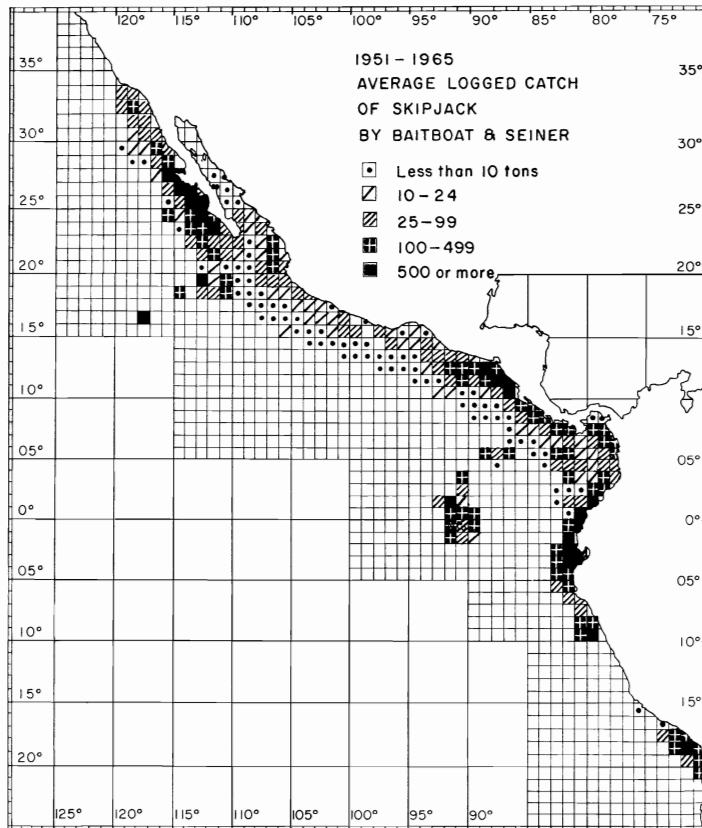 120° 115° 110° 105° 100° 95° 90° 85° 80° 75°
1951 – 1965
AVERAGE LOGGED CATCH
OF SKIPJACK
BY BAITBOAT & SEINER
Less than 10 tons
10 – 24
25 – 99
100 – 499
500 or more
35° 35°
30° 30°
25° 25°
20° 20°
15° 15°
10° 10°
05° 05°
0° 0°
05° 05°
10° 10°
15° 15°
20°
125° 120° 115° 110° 105° 100° 95° 90°